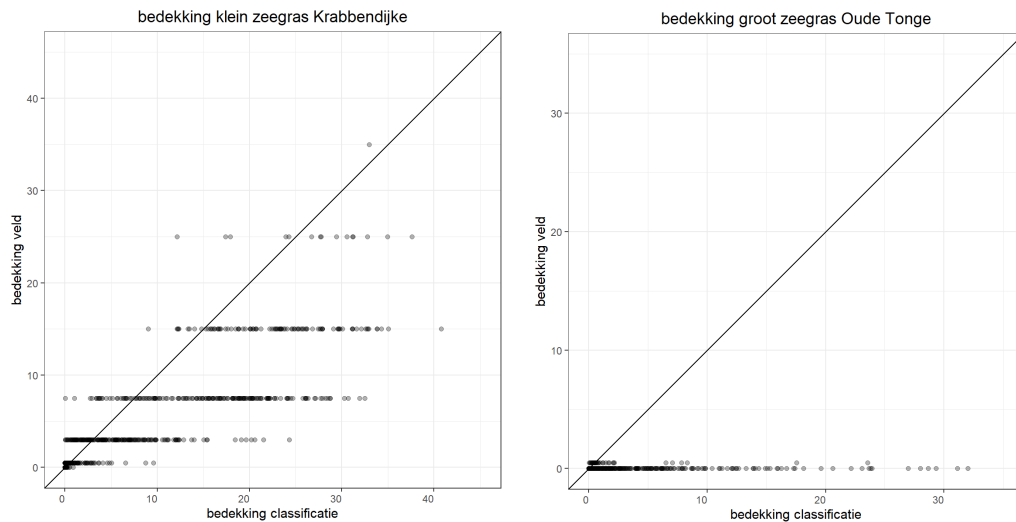 bedekking klein zeegras Krabbendijke
bedekking veld
40
30
20
10
0
0 10 20 30 40
bedekking classificatie
bedekking groot zeegras Oude Tonge
bedekking veld
30
20
10
0
0 10 20 30
bedekking classificatie